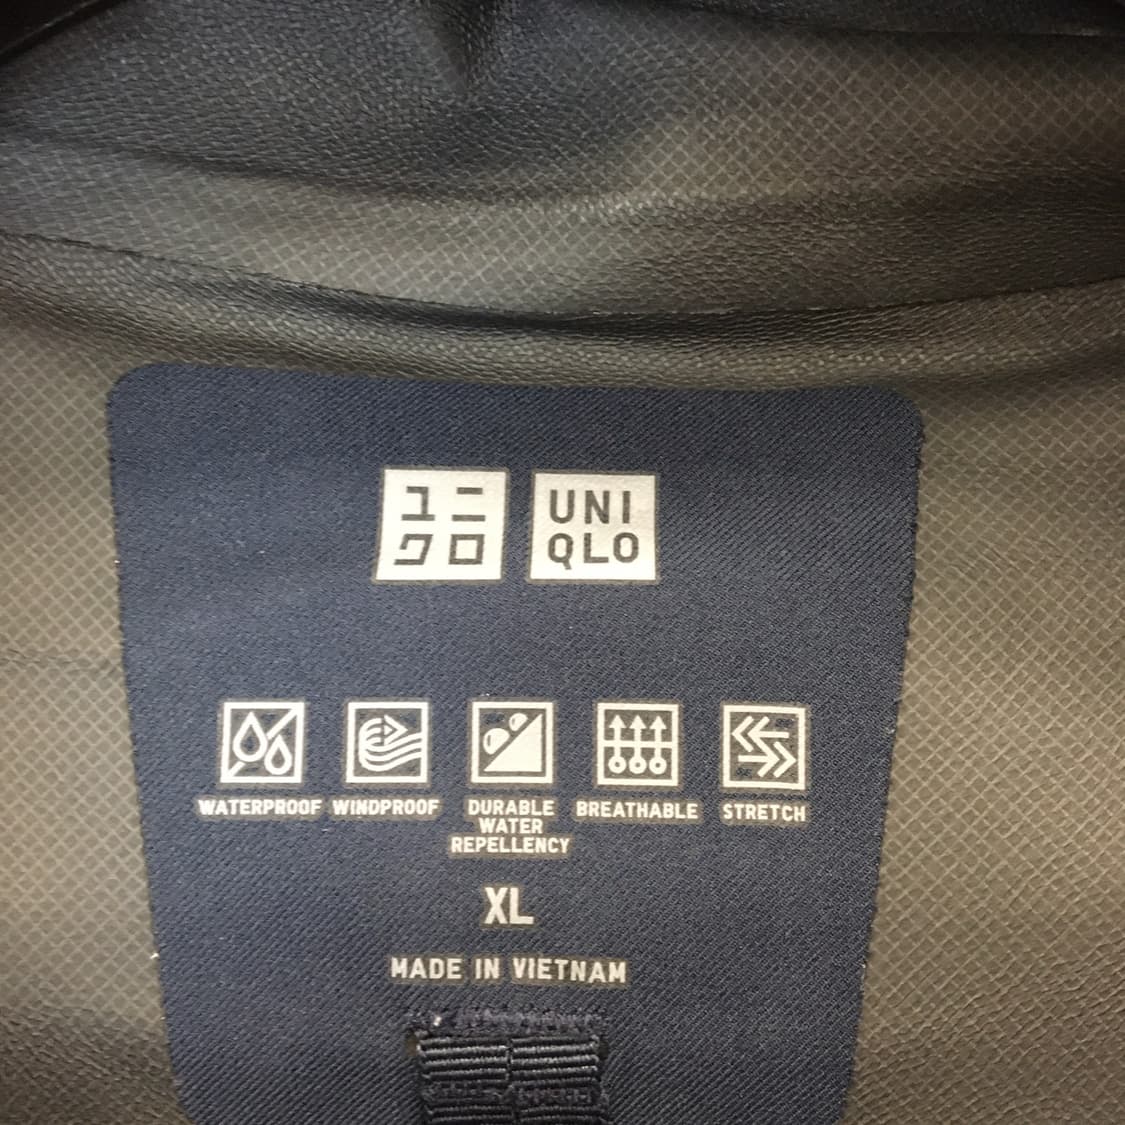 ユニ
クロ
UNI
QLO
WATERPROOF WINDPROOF DURABLE WATER REPELLENCY BREATHABLE STRETCH
XL
MADE IN VIETNAM